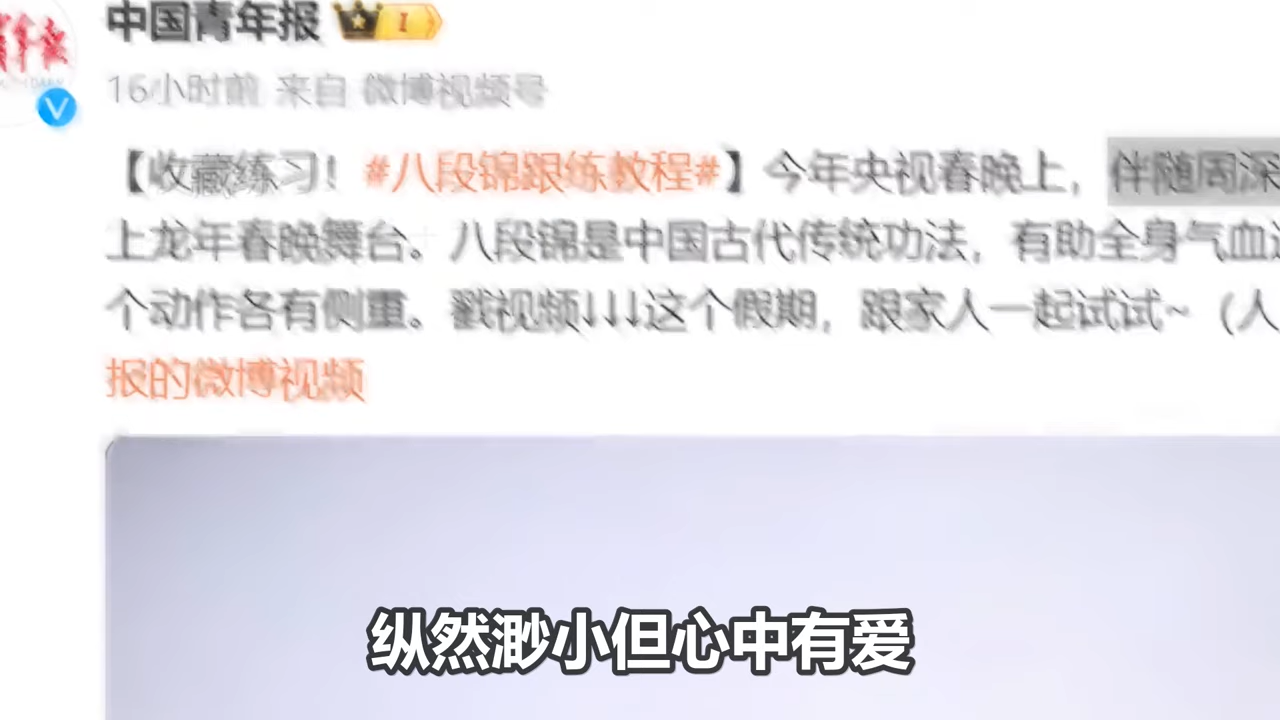 中国青年报
16小时前 来自 微博视频号
【收藏练习！#八段锦跟练教程#】今年央视春晚上，伴随周深
上龙年春晚舞台。八段锦是中国古代传统功法，有助全身气血
个动作各有侧重。戳视频↓↓↓这个假期，跟家人一起试试~（人
报的微博视频
纵然渺小但心中有爱